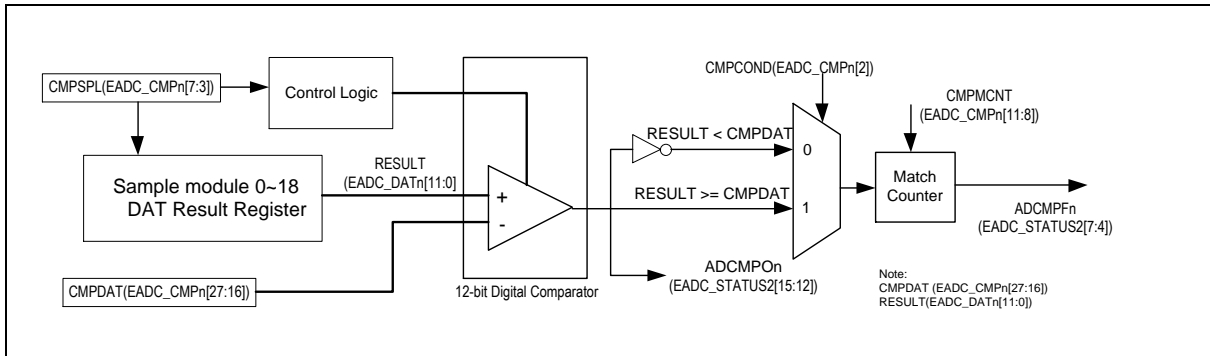 CMPSPL(EADC_CMPn[7:3])
Control Logic
CMPCOND(EADC_CMPn[2])
CMPMCNT
(EADC_CMPn[11:8])
RESULT < CMPDAT
0
RESULT
(EADC_DATn[11:0]
Sample module 0~18
DAT Result Register
+
-
RESULT >= CMPDAT
1
Match
Counter
ADCMPFn
(EADC_STATUS2[7:4])
ADCMPOn
(EADC_STATUS2[15:12])
CMPDAT(EADC_CMPn[27:16])
12-bit Digital Comparator
Note:
CMPDAT (EADC_CMPn[27:16])
RESULT(EADC_DATn[11:0])